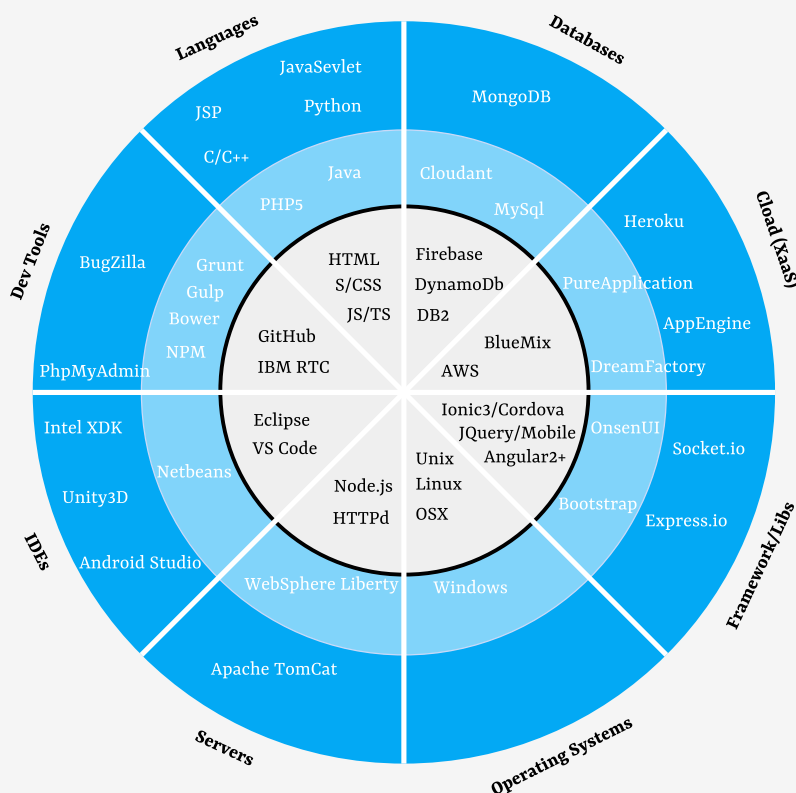 Languages
JavaSevlet
JSP
Python
C/C++
Java
PHP5
HTML
S/CSS
JS/TS
Databases
MongoDB
Cloudant
MySql
Firebase
DynamoDb
DB2
Cload (XaaS)
Heroku
PureApplication
AppEngine
DreamFactory
BlueMix
AWS
Framework/Libs
Ionic3/Cordova
JQuery/Mobile
Angular2+
OnsenUI
Bootstrap
Socket.io
Express.io
Operating Systems
Unix
Linux
OSX
Windows
Servers
Node.js
HTTPd
WebSphere Liberty
Apache TomCat
IDEs
Intel XDK
Unity3D
Android Studio
Netbeans
Eclipse
VS Code
Dev Tools
BugZilla
PhpMyAdmin
Grunt
Gulp
Bower
NPM
GitHub
IBM RTC